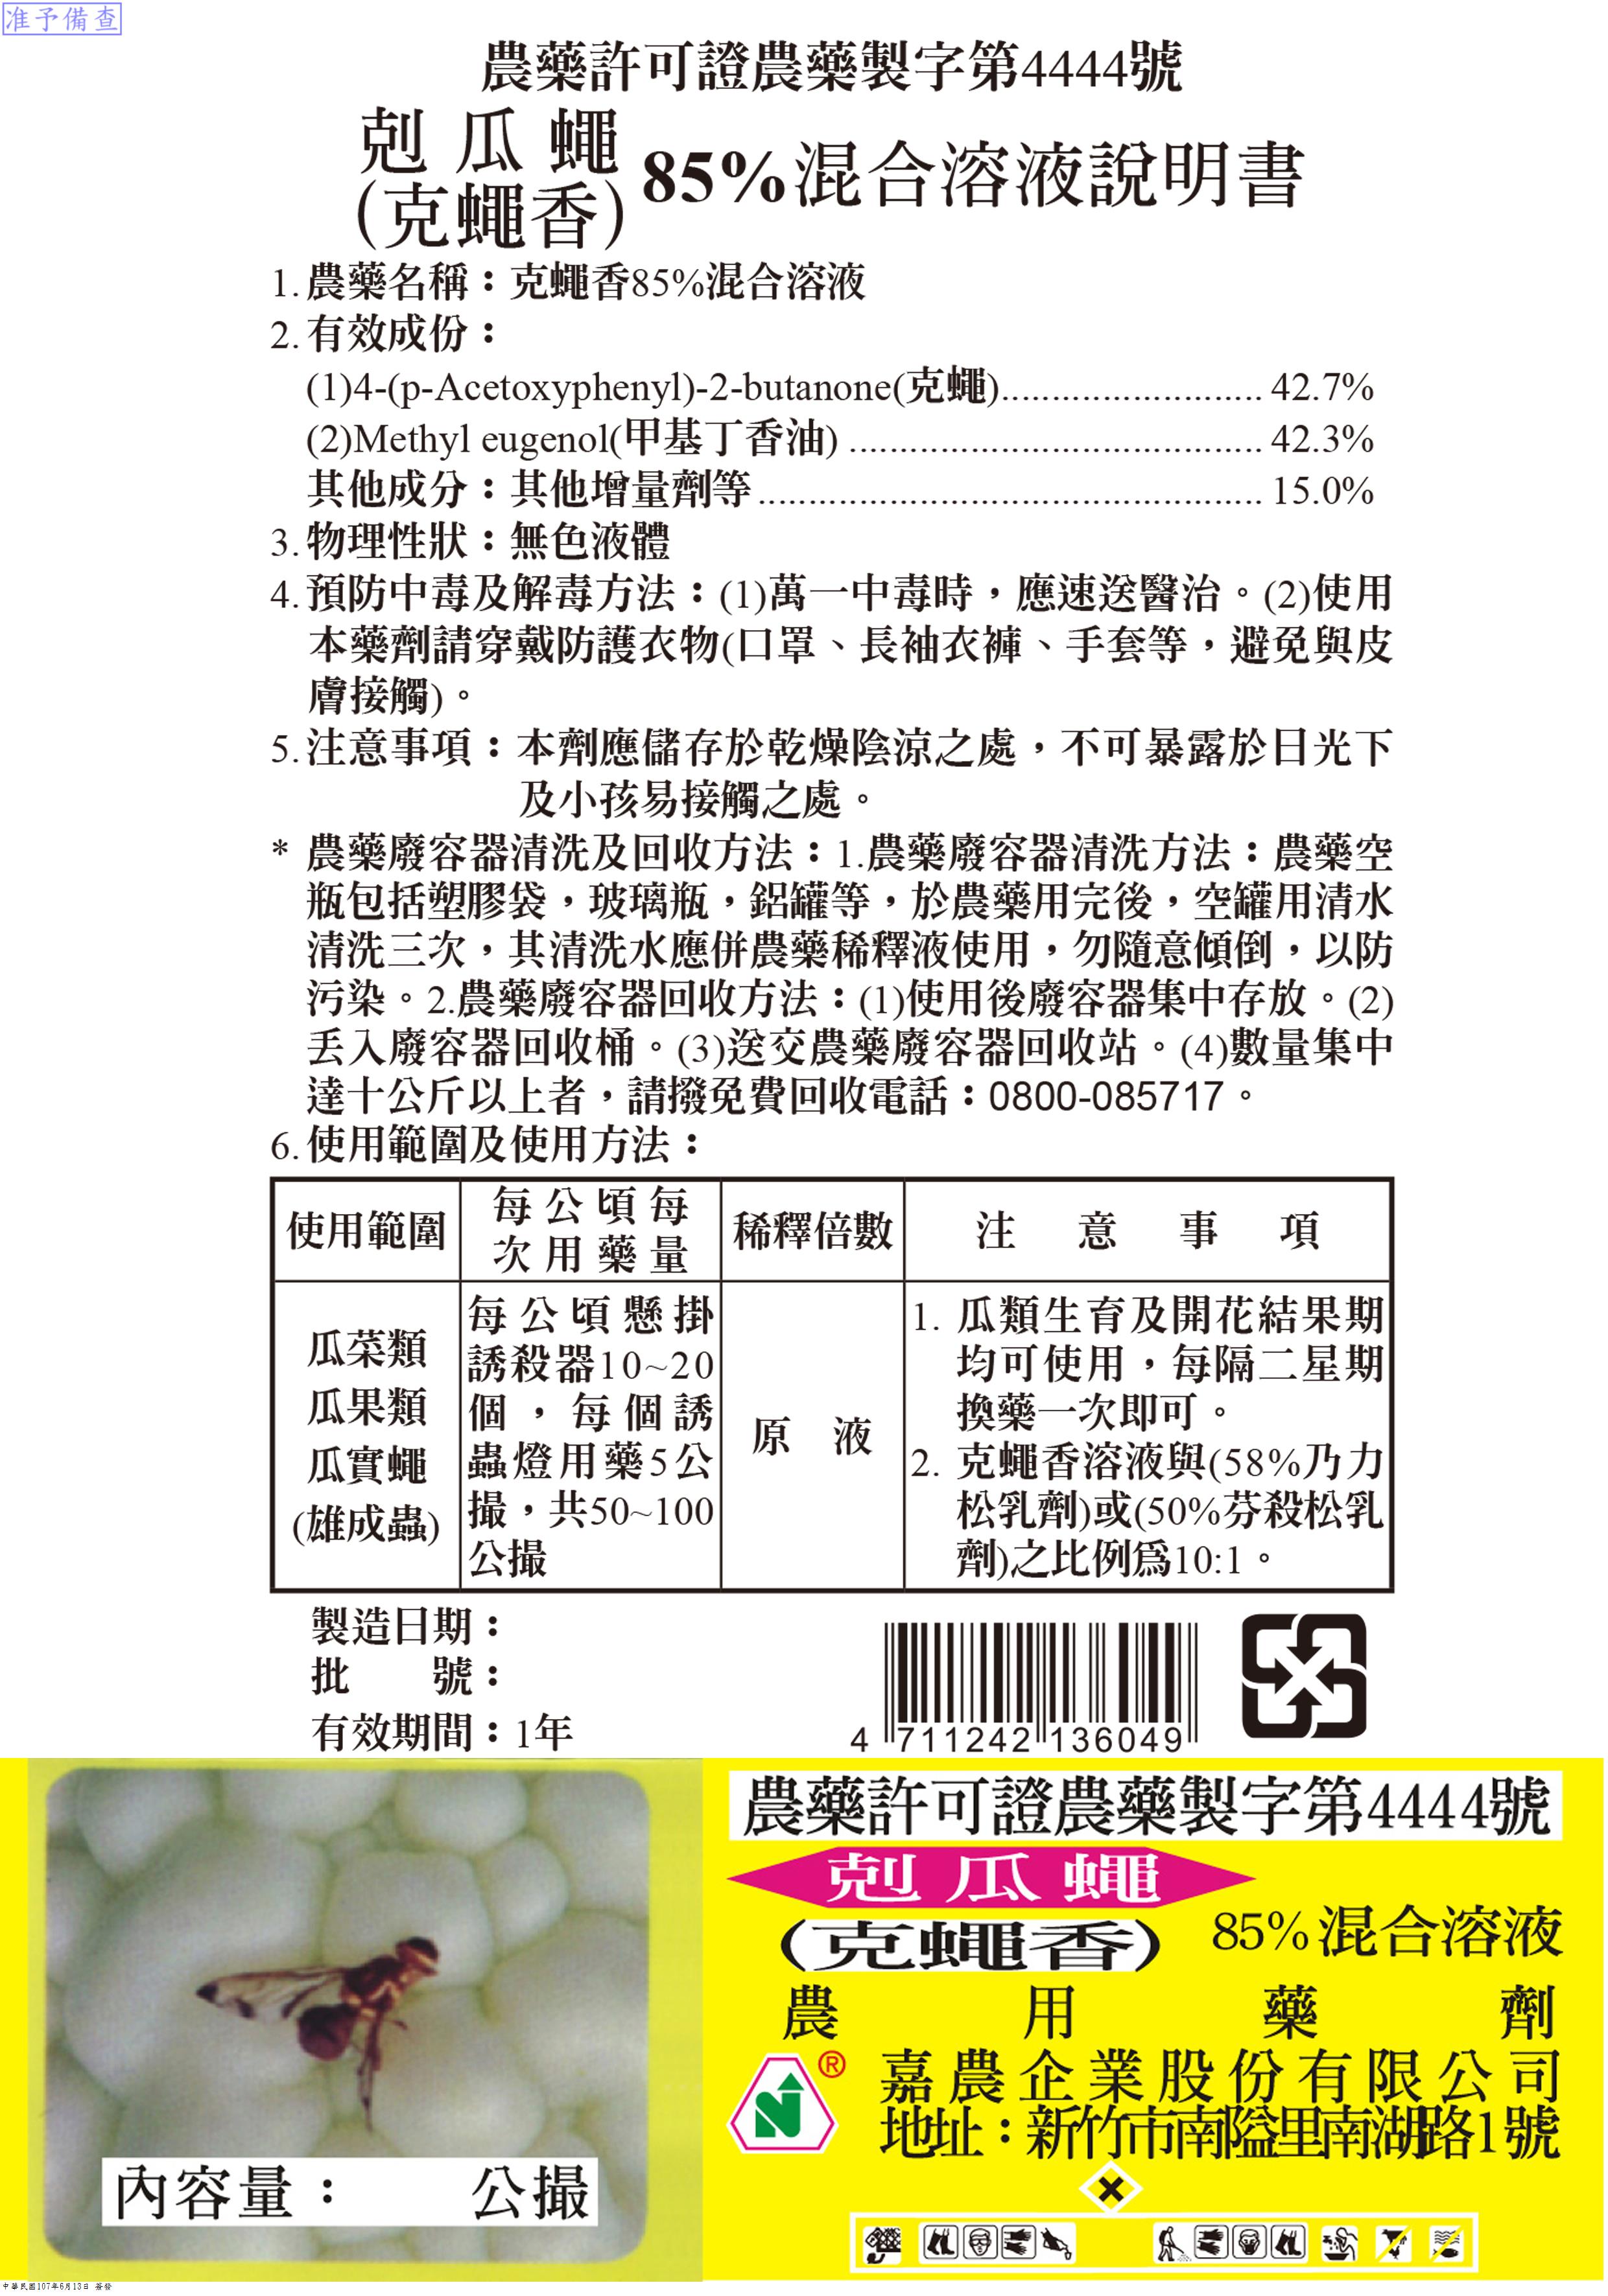 准予備查
農藥許可證農藥製字第4444號
剋瓜蠅
(克蠅香)
85%混合溶液說明書
1.農藥名稱：克蠅香85%混合溶液
2.有效成份：
(1)4-(p-Acetoxyphenyl)-2-butanone(克蠅).......................... 42.7%
(2)Methyl eugenol(甲基丁香油) ......................................... 42.3%
其他成分：其他增量劑等.................................................. 15.0%
3.物理性狀：無色液體
4.預防中毒及解毒方法：(1)萬一中毒時，應速送醫治。(2)使用
本藥劑請穿戴防護衣物(口罩、長袖衣褲、手套等，避免與皮
膚接觸)。
5.注意事項：本劑應儲存於乾燥陰涼之處，不可暴露於日光下
及小孩易接觸之處。
* 農藥廢容器清洗及回收方法：1.農藥廢容器清洗方法：農藥空
瓶包括塑膠袋，玻璃瓶，鋁罐等，於農藥用完後，空罐用清水
清洗三次，其清洗水應併農藥稀釋液使用，勿隨意傾倒，以防
污染。2.農藥廢容器回收方法：(1)使用後廢容器集中存放。(2)
丟入廢容器回收桶。(3)送交農藥廢容器回收站。(4)數量集中
達十公斤以上者，請撥免費回收電話：0800-085717。
6.使用範圍及使用方法：
使用範圍
每公頃每
次用藥量
稀釋倍數
注意事項
瓜菜類
瓜果類
瓜實蠅
(雄成蟲)
每公頃懸掛
誘殺器10~20
個，每個誘
蟲燈用藥5公
撮，共50~100
公撮
原液
1. 瓜類生育及開花結果期
均可使用，每隔二星期
換藥一次即可。
2. 克蠅香溶液與(58%乃力
松乳劑)或(50%芬殺松乳
劑)之比例爲10:1。
製造日期：
批號：
有效期間：1年
4 711242 136049
農藥許可證農藥製字第4444號
剋瓜蠅
(克蠅香)
85%混合溶液
農用藥劑
®
嘉農企業股份有限公司
地址：新竹市南隘里南湖路1號
內容量： 公撮
中華民國107年6月13日 簽發